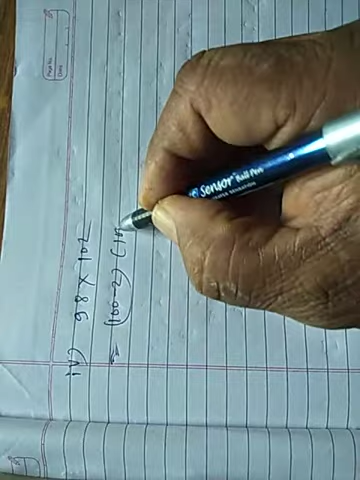 Page No.
Date
iv) 98 × 102
= (100-2) (10
Sensor Ball Pen